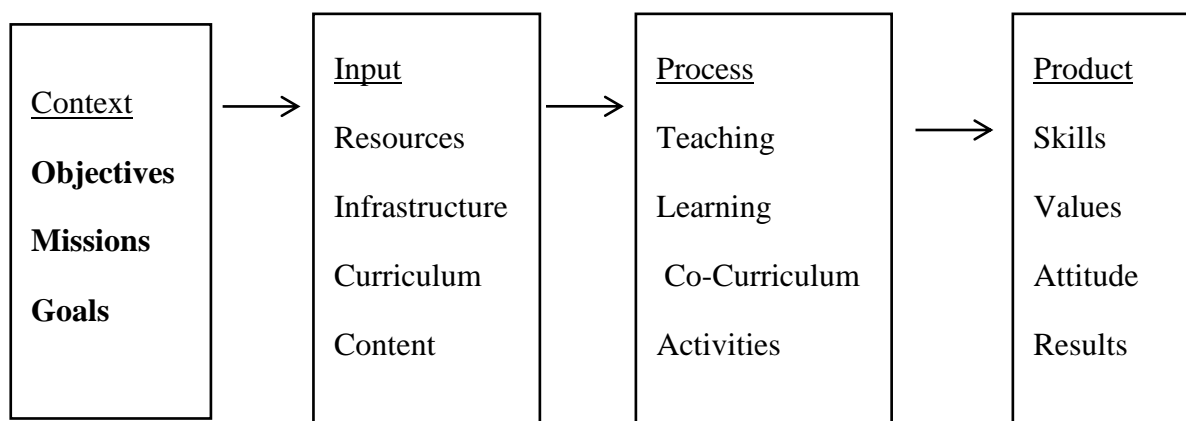 Context
Objectives
Missions
Goals
Input
Resources
Infrastructure
Curriculum
Content
Process
Teaching
Learning
Co-Curriculum
Activities
Product
Skills
Values
Attitude
Results